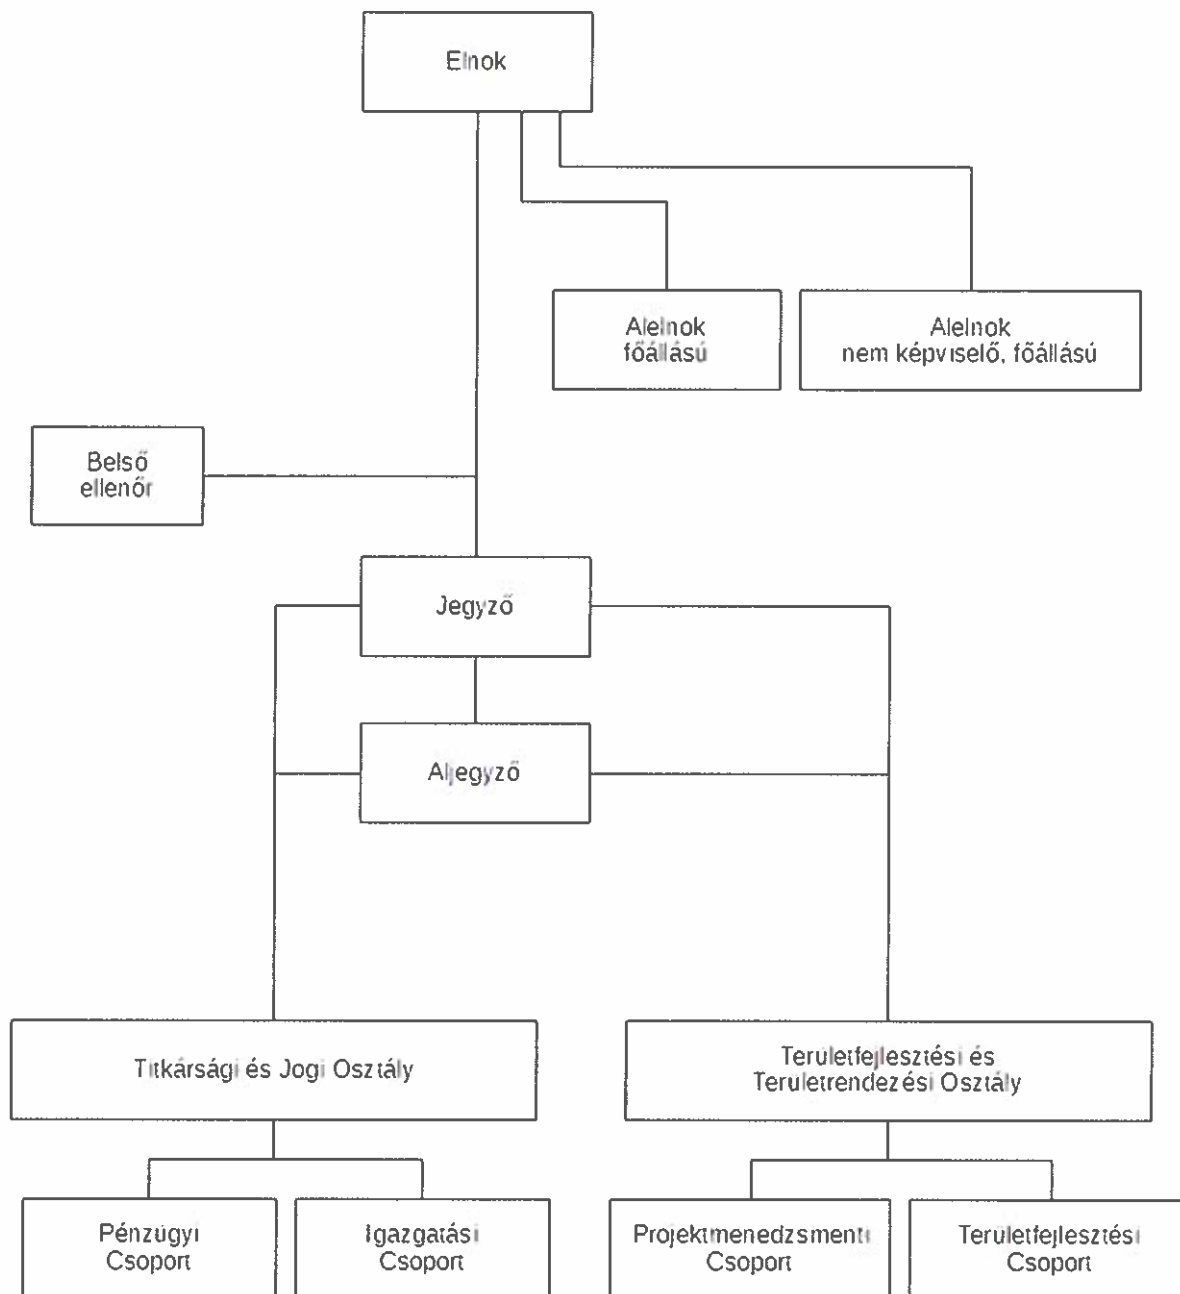 Elnok
Alelnok
főállású
Alelnok
nem képviselő, főállású
Belső
ellenőr
Jegyző
Aljegyző
Titkársági és Jogi Osztály
Területfejlesztési és
Területrendezési Osztály
Pénzügyi
Csoport
Igazgatási
Csoport
Projektmenedzsmenti
Csoport
Területfejlesztési
Csoport